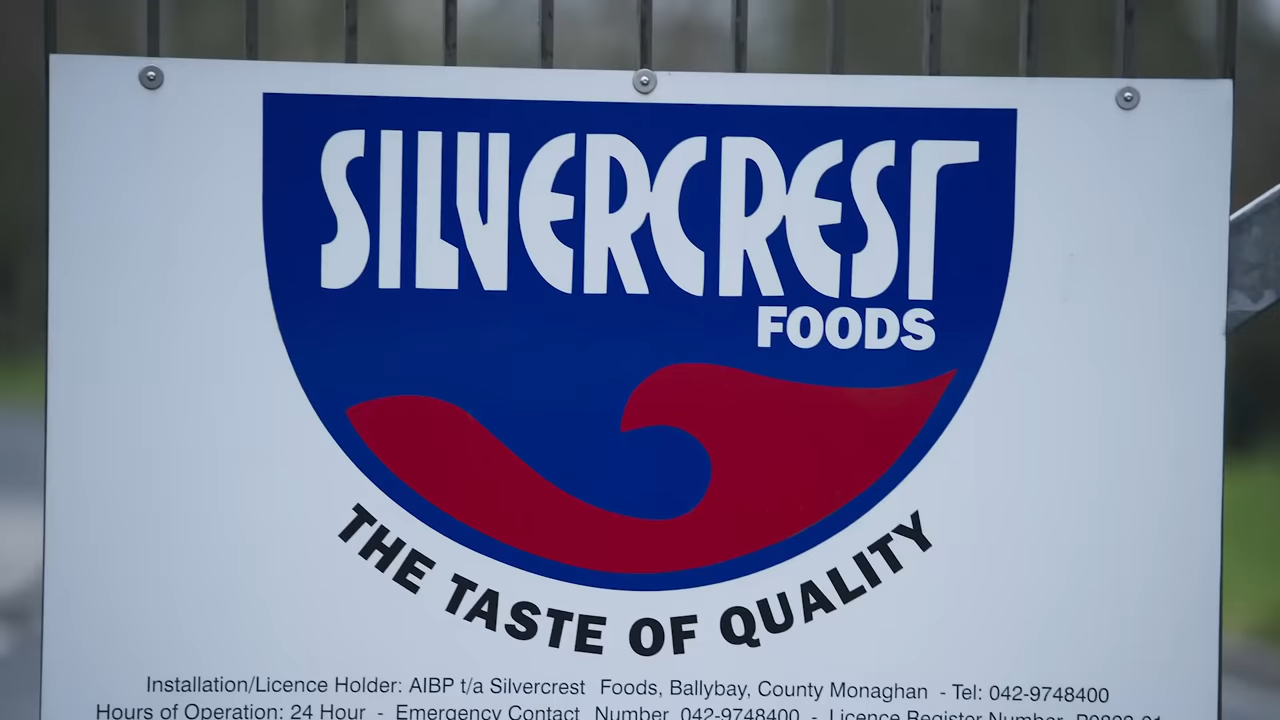 SILVERCREST
FOODS
THE TASTE OF QUALITY
Installation/Licence Holder: AIBP t/a Silvercrest Foods, Ballybay, County Monaghan - Tel: 042-9748400
Hours of Operation: 24 Hour - Emergency Contact Number 042-9748400 - Licence Register Number